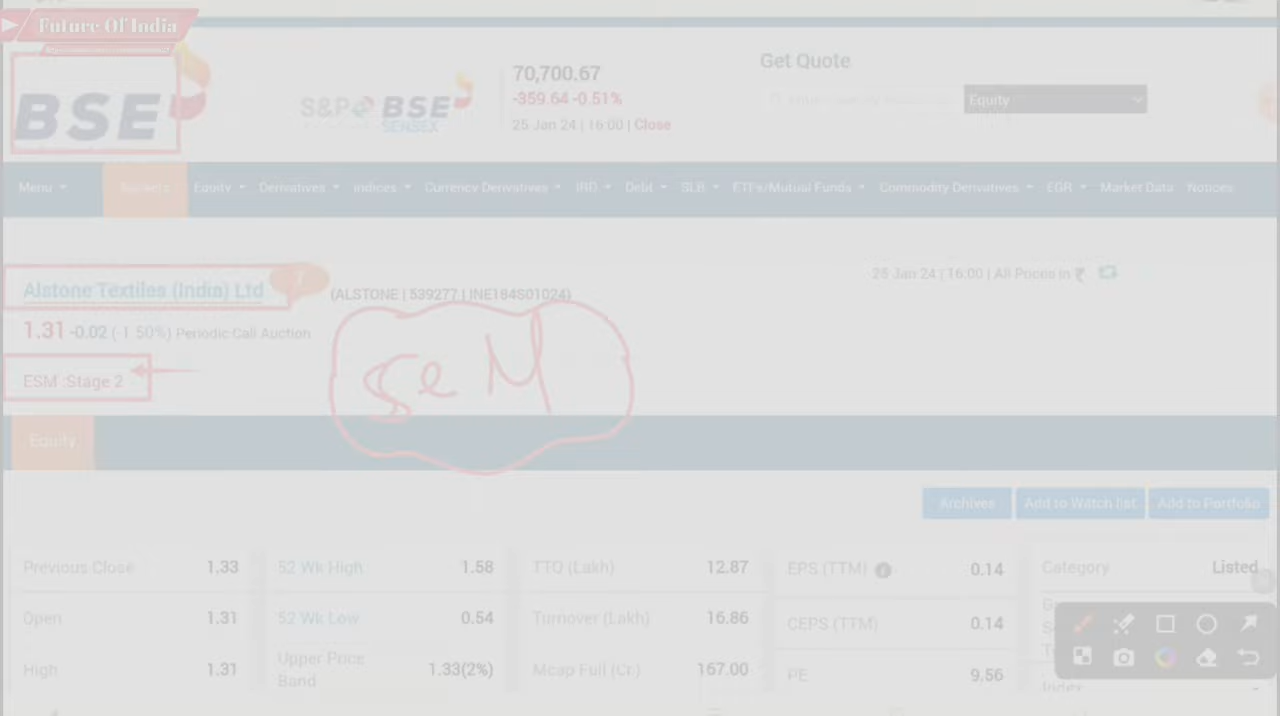 Future Of India
BSE
S&P BSE
SENSEX
70,700.67
-359.64 -0.51%
25 Jan 24 | 16:00 | Close
Get Quote
Equity
Menu
Markets
Equity
Derivatives
Indices
Currency Derivatives
IRD
Debt
SLB
ETFs/Mutual Funds
Commodity Derivatives
EGR
Market Data
Notices
Alstone Textiles (India) Ltd
(ALSTONE | 539277 | INE184S01024)
25 Jan 24 | 16:00 | All Prices in ₹
1.31 -0.02 (-1.50%) Periodic Call Auction
ESM :Stage 2
SeM
Equity
Archives
Add to Watch list
Add to Portfolio
Previous Close 1.33
Open 1.31
High 1.31
52 Wk High 1.58
52 Wk Low 0.54
Upper Price Band 1.33(2%)
TTQ (Lakh) 12.87
Turnover (Lakh) 16.86
Mcap Full (Cr.) 167.00
EPS (TTM) 0.14
CEPS (TTM) 0.14
PE 9.56
Category Listed
Index -